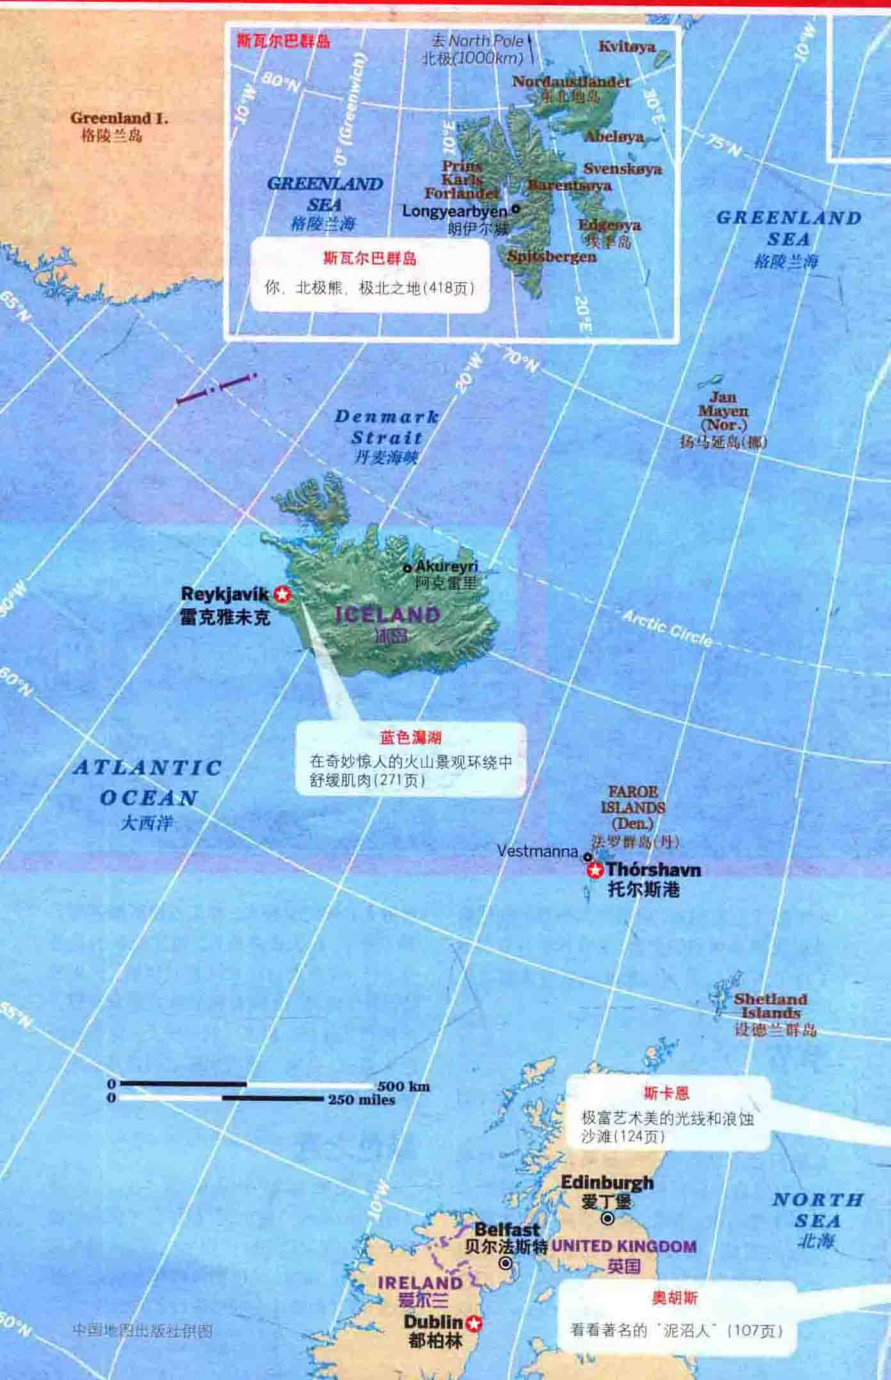 斯瓦尔巴群岛
去 North Pole
北极(1000km)
Kvitøya
Nordaustlandet
东北地岛
80°N
10°W
0° (Greenwich)
10°E
30°E
10°W
75°N
Greenland I.
格陵兰岛
Abeløya
GREENLAND
SEA
格陵兰海
Prins
Karls
Forlandet
Svenskøya
Barentsøya
Longyearbyen
朗伊尔城
Edgeøya
埃季岛
Spitsbergen
斯瓦尔巴群岛
你、北极熊、极北之地(418页)
20°E
GREENLAND
SEA
格陵兰海
65°N
20°W
70°N
Jan
Mayen
(Nor.)
扬马延岛(挪)
Denmark
Strait
丹麦海峡
Akureyri
阿克雷里
Reykjavík
雷克雅未克
ICELAND
冰岛
30°W
Arctic Circle
60°N
蓝色潟湖
在奇妙惊人的火山景观环绕中
舒缓肌肉(271页)
ATLANTIC
OCEAN
大西洋
FAROE
ISLANDS
(Den.)
法罗群岛(丹)
Vestmanna
Thórshavn
托尔斯港
Shetland
Islands
设德兰群岛
55°N
0 500 km
0 250 miles
斯卡恩
极富艺术美的光线和浪蚀
沙滩(124页)
Edinburgh
爱丁堡
NORTH
SEA
北海
10°W
Belfast
贝尔法斯特
UNITED KINGDOM
英国
IRELAND
爱尔兰
Dublin
都柏林
奥胡斯
看看著名的“泥沼人”(107页)
中国地图出版社供图